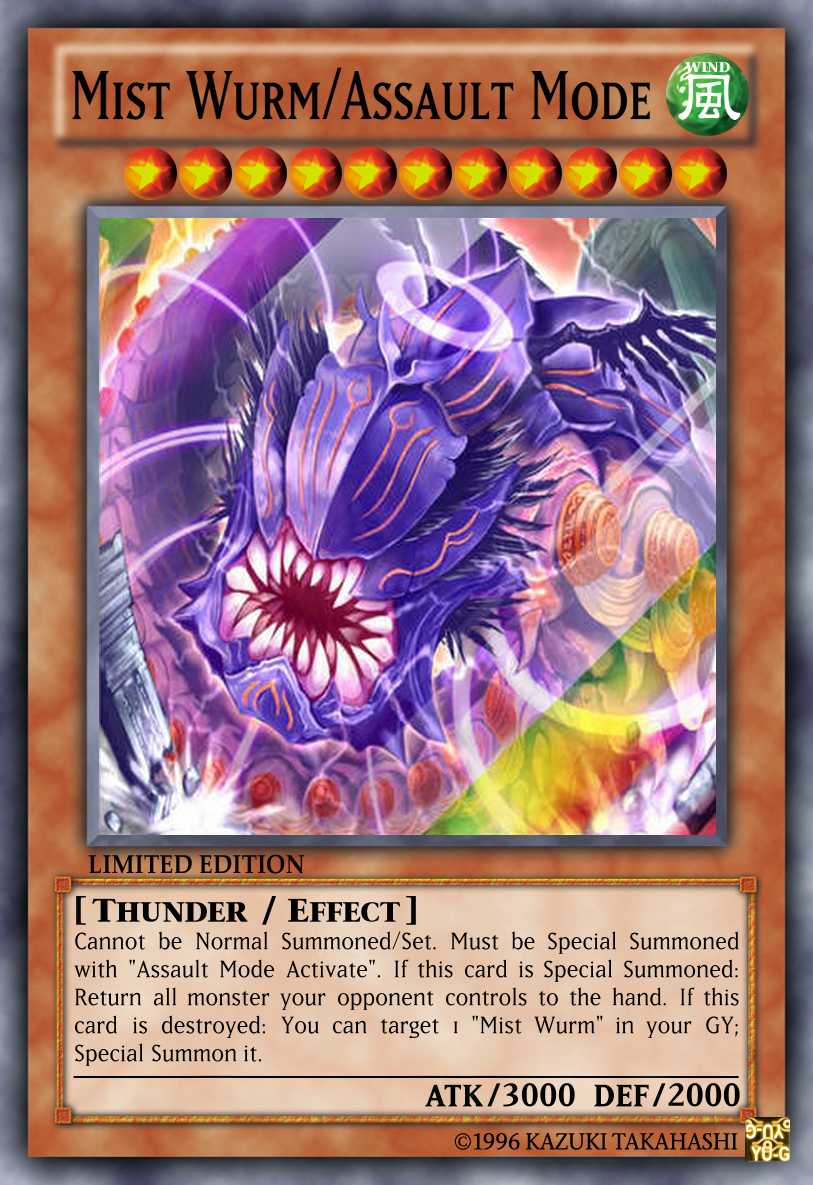 Mist Wurm/Assault Mode
WIND
風
LIMITED EDITION
[ Thunder / Effect ]
Cannot be Normal Summoned/Set. Must be Special Summoned
with "Assault Mode Activate". If this card is Special Summoned:
Return all monster your opponent controls to the hand. If this
card is destroyed: You can target 1 "Mist Wurm" in your GY;
Special Summon it.
ATK/3000 DEF/2000
©1996 KAZUKI TAKAHASHI